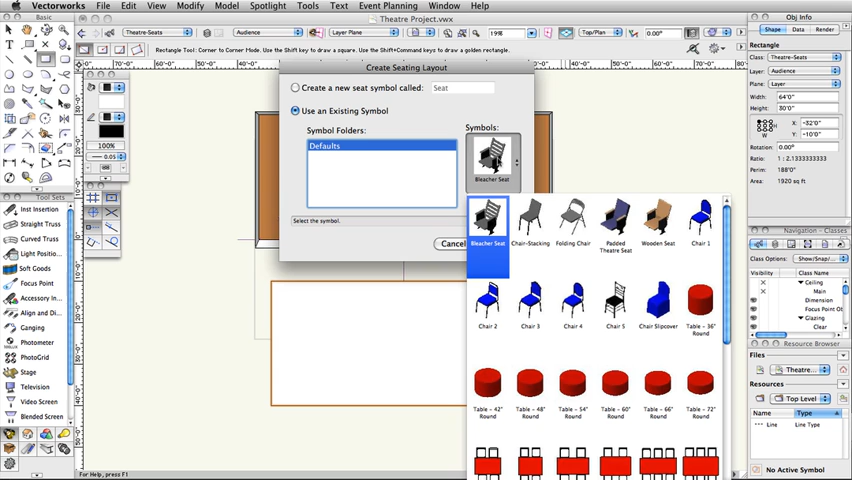 Vectorworks File Edit View Modify Model Spotlight Tools Text Event Planning Window Help
Theatre Project.vwx
Basic
Theatre-Seats
Audience
Layer Plane
19%
Top/Plan
0.00°
Rectangle Tool: Corner to Corner Mode. Use the Shift key to draw a square. Use the Shift+Command keys to draw a golden rectangle.
100%
0.05
Tool Sets
Inst Insertion
Straight Truss
Curved Truss
Light Positio...
Soft Goods
Focus Point
Accessory In...
Align and Di...
Ganging
Photometer
PhotoGrid
Stage
Television
Video Screen
Blended Screen
Create Seating Layout
Create a new seat symbol called:
Seat
Use an Existing Symbol
Symbol Folders:
Symbols:
Defaults
Bleacher Seat
Select the symbol.
Cancel
Bleacher Seat
Chair-Stacking
Folding Chair
Padded Theatre Seat
Wooden Seat
Chair 1
Chair 2
Chair 3
Chair 4
Chair 5
Chair Slipcover
Table - 36" Round
Table - 42" Round
Table - 48" Round
Table - 54" Round
Table - 60" Round
Table - 66" Round
Table - 72" Round
Obj Info
Shape Data Render
Rectangle
Class: Theatre-Seats
Layer: Audience
Plane: Layer
Width: 64'0"
Height: 30'0"
X: -32'0"
Y: -10'0"
W
Rotation: 0.00°
Ratio: 1 : 2.1333333333
Perim: 188'0"
Area: 1920 sq ft
Navigation - Classes
Class Options: Show/Snap/...
Visibility Class Name
Ceiling
Main
Dimension
Focus Point Ob
Glazing
Clear
Resource Browser
Files
Theatre...
Resources
Top Level
Name Type
Line Line Type
No Active Symbol
For Help, press F1